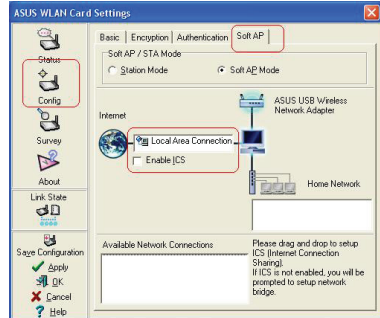 ASUS WLAN Card Settings
Status
Config
Survey
About
Link State
Save Configuration
Apply
OK
Cancel
Help
Basic Encryption Authentication Soft AP
Soft AP / STA Mode
Station Mode Soft AP Mode
Internet
ASUS USB Wireless
Network Adapter
Local Area Connection
Enable ICS
Home Network
Available Network Connections
Please drag and drop to setup
ICS (Internet Connection
Sharing).
If ICS is not enabled, you will be
prompted to setup network
bridge.